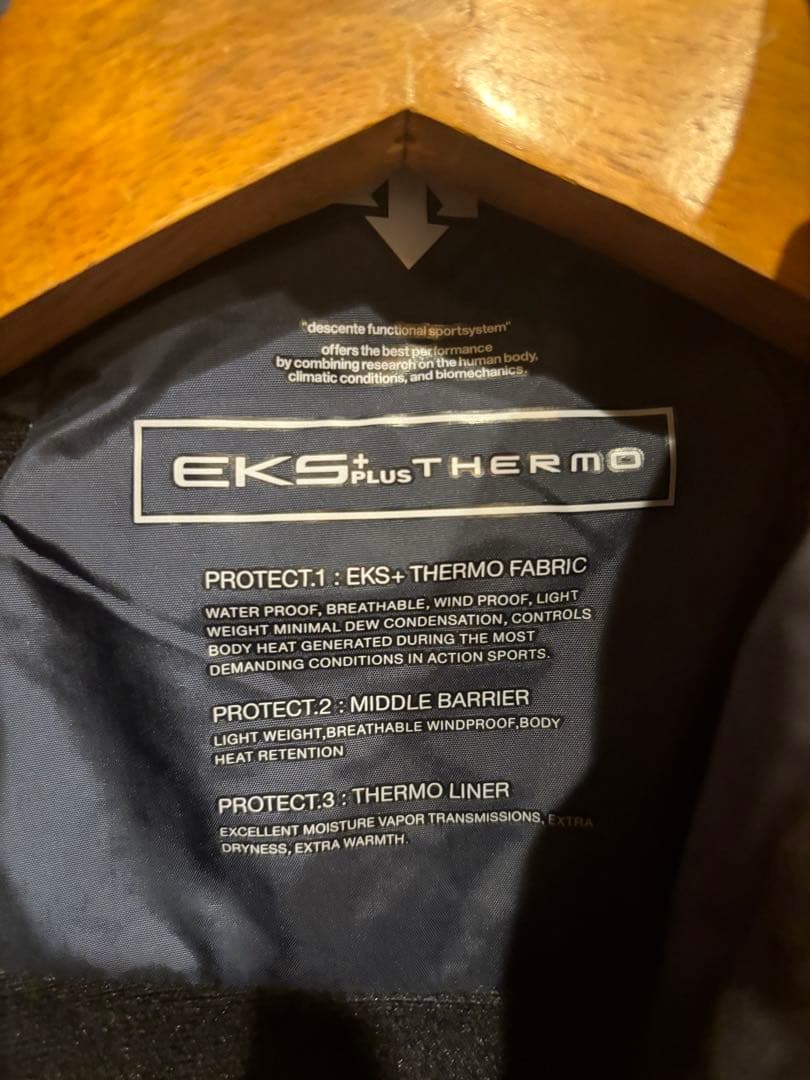 "descente functional sportsystem"
offers the best performance
by combining research on the human body,
climatic conditions, and biomechanics.
EKS+PLUS THERMO
PROTECT.1 : EKS+ THERMO FABRIC
WATER PROOF, BREATHABLE, WIND PROOF, LIGHT
WEIGHT MINIMAL DEW CONDENSATION, CONTROLS
BODY HEAT GENERATED DURING THE MOST
DEMANDING CONDITIONS IN ACTION SPORTS.
PROTECT.2 : MIDDLE BARRIER
LIGHT WEIGHT,BREATHABLE WINDPROOF,BODY
HEAT RETENTION
PROTECT.3 : THERMO LINER
EXCELLENT MOISTURE VAPOR TRANSMISSIONS, EXTRA
DRYNESS, EXTRA WARMTH.